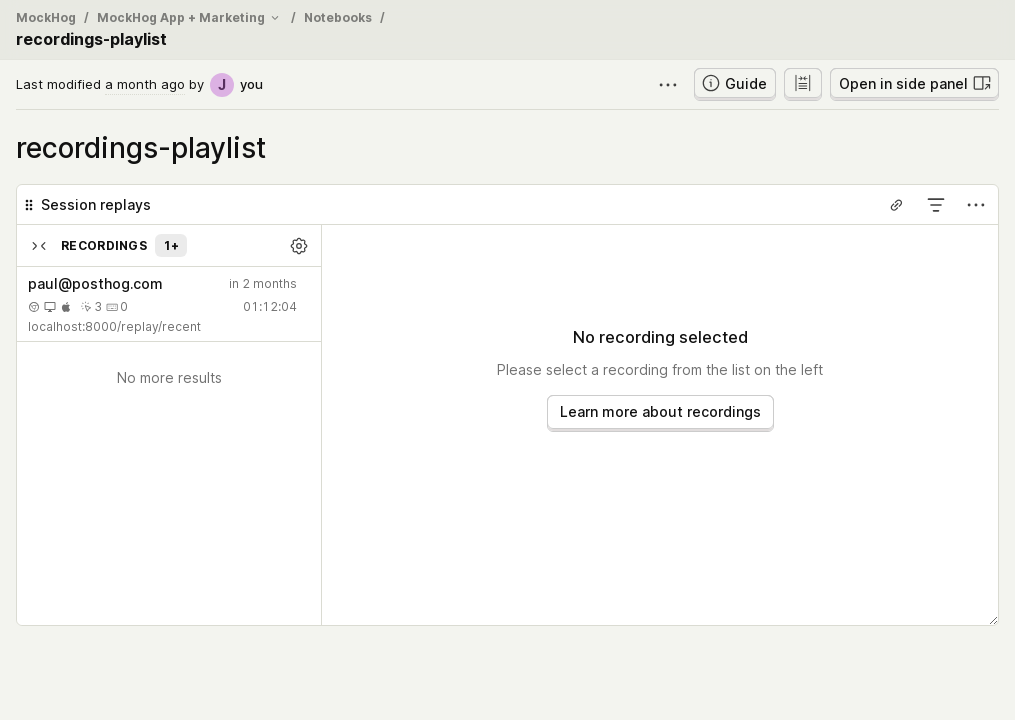 MockHog / MockHog App + Marketing / Notebooks /
recordings-playlist
Last modified a month ago by J you
Guide
Open in side panel
recordings-playlist
Session replays
RECORDINGS 1+
paul@posthog.com in 2 months
3 0 01:12:04
localhost:8000/replay/recent
No more results
No recording selected
Please select a recording from the list on the left
Learn more about recordings